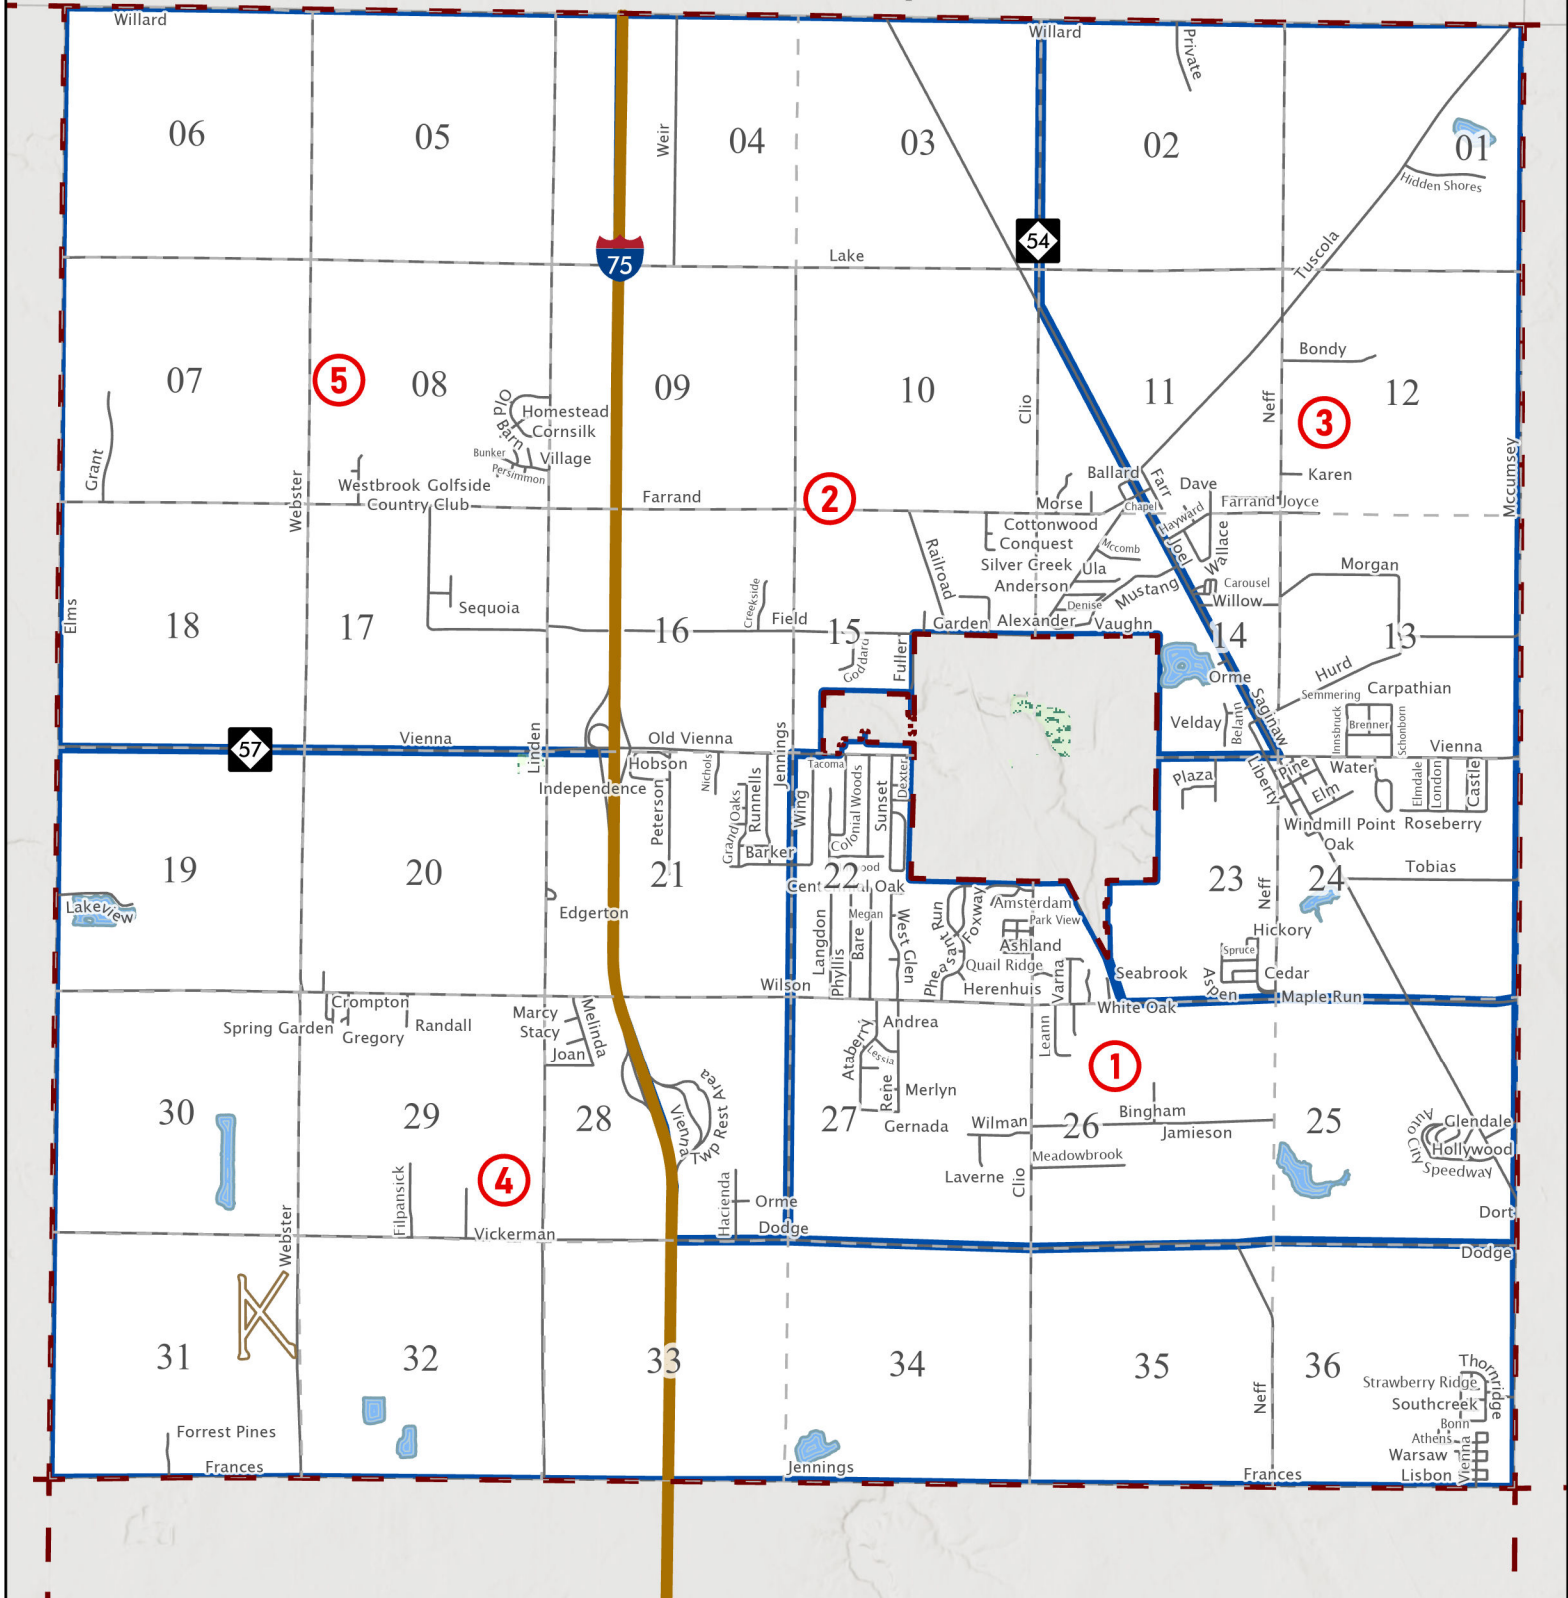 Willard
Willard
Private
06
05
Weir
04
03
02
01
Hidden Shores
54
75
Lake
Tuscola
Bondy
07
5
08
09
10
Clio
11
Neff
12
3
Old Barn
Homestead
Cornsilk
Bunker
Village
Persimmon
Grant
Webster
Westbrook
Golfside
Country Club
Farrand
2
Ballard
Farr
Karen
Mccumsey
Morse
Chapel
Dave
Farrand
Joyce
Hayward
Cottonwood
Conquest
Mccomb
Joel
Wallace
Railroad
Silver Creek
Ula
Anderson
Mustang
Carousel
Morgan
Denise
Willow
Elms
18
17
Sequoia
Creekside
Field
16
15
Garden
Alexander
Vaughn
14
13
Goddard
Fuller
Orme
Hurd
Semmering
Carpathian
Saginaw
Velday
Belann
Innsbruck
Brenner
Schonborn
57
Vienna
Linden
Old Vienna
Jennings
Vienna
Hobson
Nichols
Tacoma
Independence
Peterson
Grand Oaks
Runnells
Wing
Colonial Woods
Sunset
Dexter
Plaza
Liberty
Pine
Elm
Water
Elmdale
London
Castle
Barker
Windmill Point
Roseberry
Oak
19
20
21
22
Oak
23
Neff
24
Tobias
Lakeview
Edgerton
Langdon
Phyllis
Bare
Megan
West Glen
Pheasant Run
Foxway
Amsterdam
Park View
Ashland
Quail Ridge
Herenhuis
Varna
Hickory
Spruce
Cedar
Aspen
Seabrook
Wilson
White Oak
Maple Run
Crompton
Spring Garden
Gregory
Randall
Marcy
Stacy
Joan
Melinda
Andrea
Ataberry
Lessia
Rene
Merlyn
Leann
1
30
29
28
Vienna
Twp Rest Area
27
Gernada
Wilman
26
Bingham
Jamieson
25
Auto City Speedway
Glendale
Hollywood
Meadowbrook
Laverne
Clio
4
Filpansick
Webster
Vickerman
Hacienda
Orme
Dodge
Dort
Dodge
31
32
33
34
35
Neff
36
Thornridge
Strawberry Ridge
Southcreek
Bonn
Athens
Warsaw
Vienna
Lisbon
Forrest Pines
Frances
Jennings
Frances